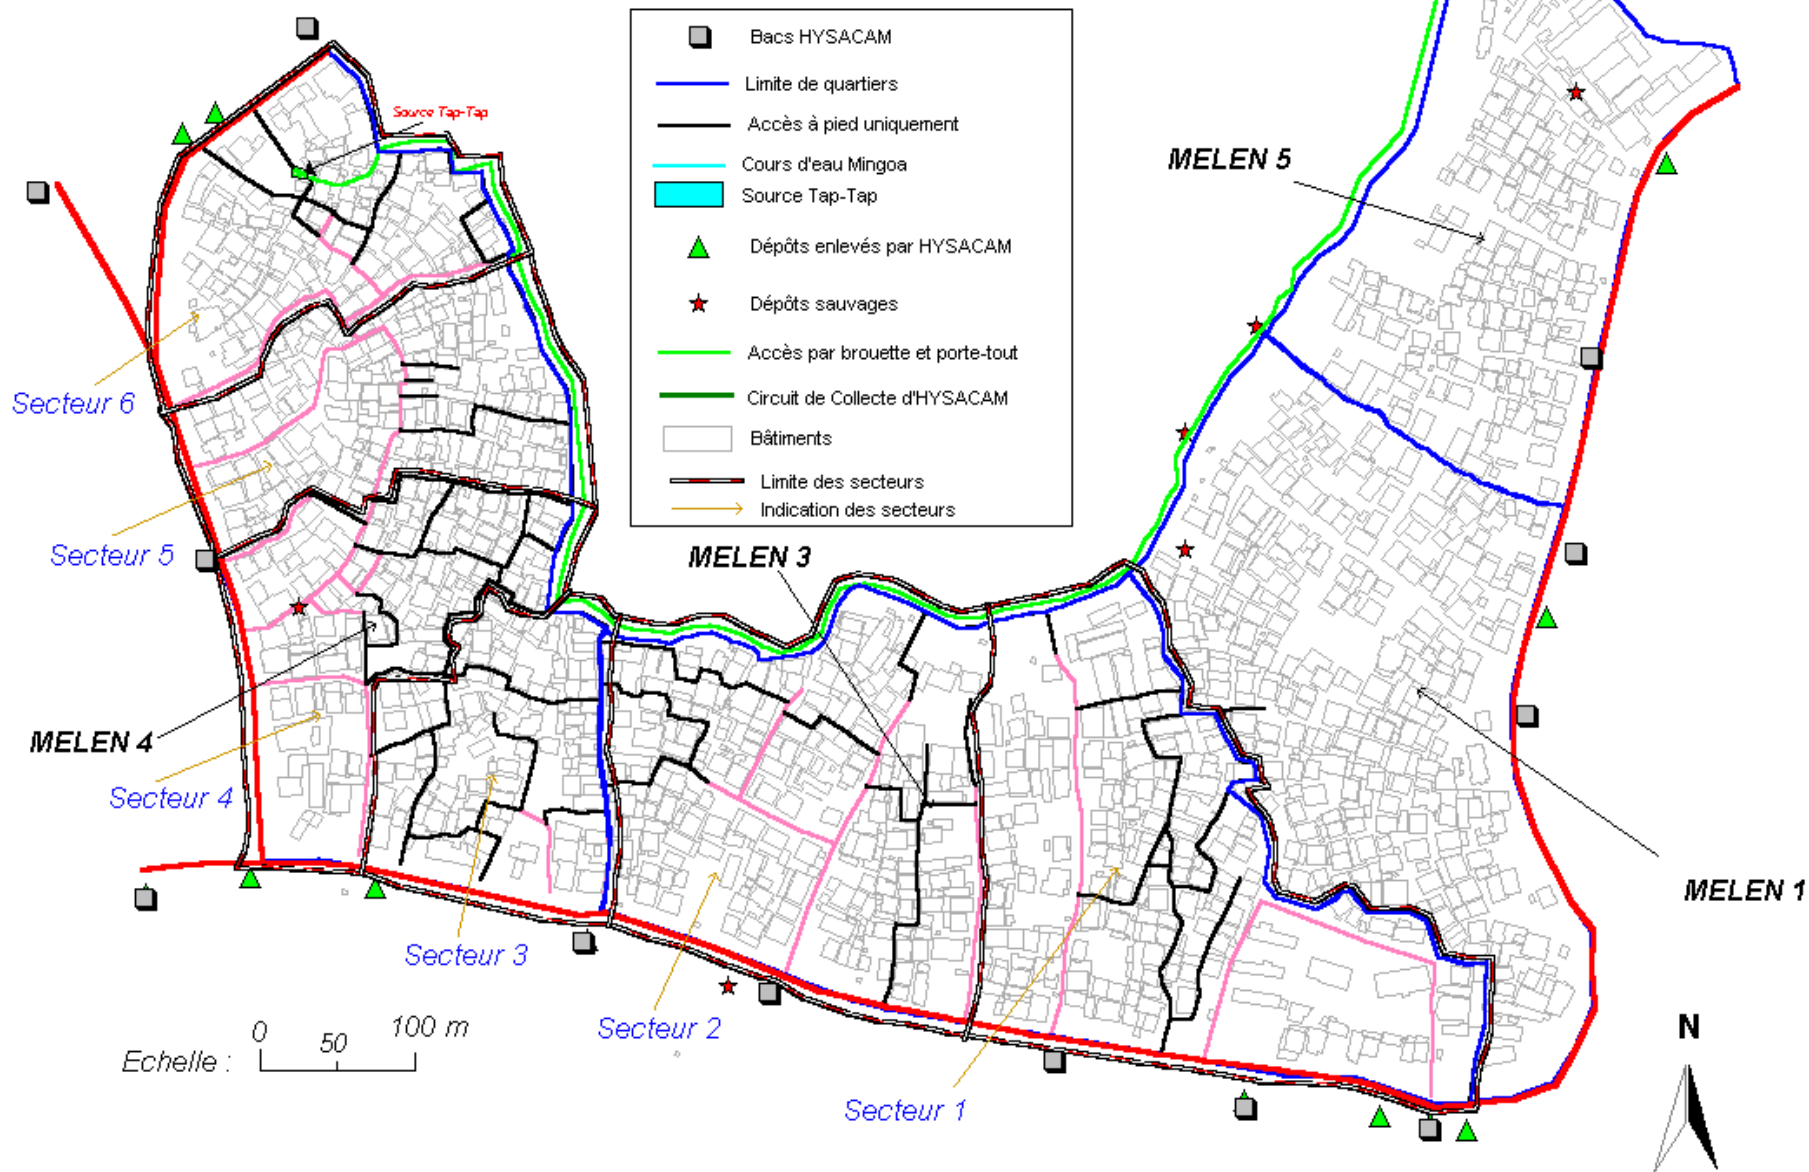 Bacs HYSACAM
Limite de quartiers
Accès à pied uniquement
Cours d'eau Mingoa
Source Tap-Tap
Dépôts enlevés par HYSACAM
Dépôts sauvages
Accès par brouette et porte-tout
Circuit de Collecte d'HYSACAM
Bâtiments
Limite des secteurs
Indication des secteurs
Source Tap-Tap
MELEN 5
Secteur 6
Secteur 5
MELEN 3
MELEN 4
Secteur 4
MELEN 1
Secteur 3
Secteur 2
Secteur 1
Echelle :
0 50 100 m
N